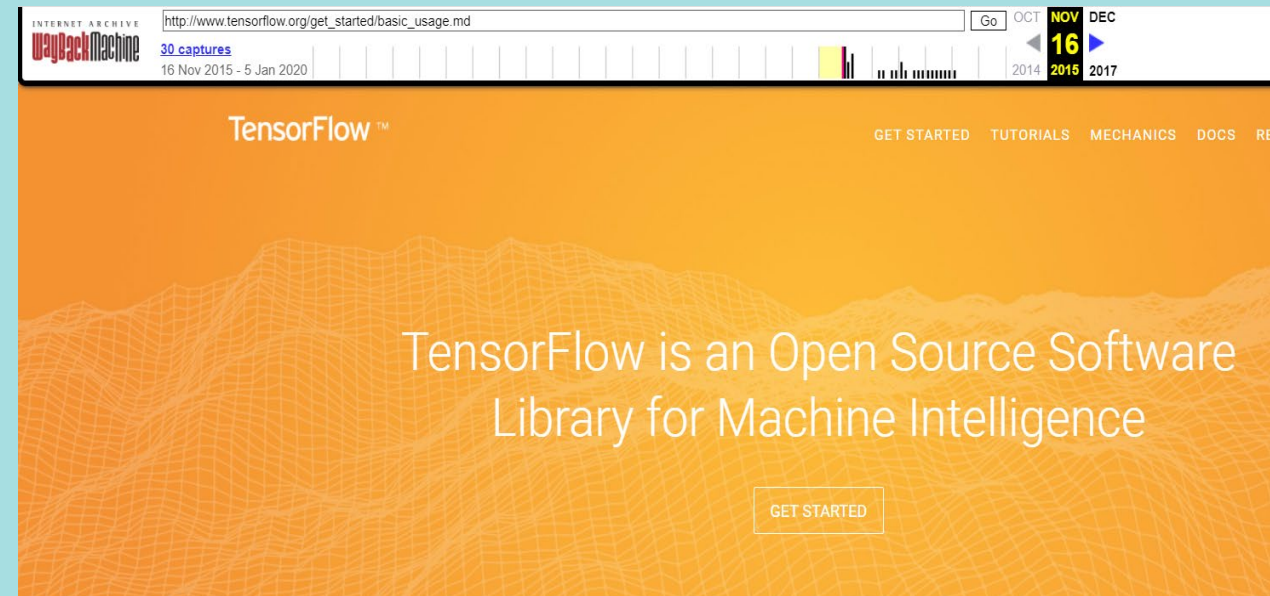 INTERNET ARCHIVE
WayBackMachine
http://www.tensorflow.org/get_started/basic_usage.md
Go
OCT NOV DEC
30 captures
16
16 Nov 2015 - 5 Jan 2020
2014 2015 2017
TensorFlow ™
GET STARTED TUTORIALS MECHANICS DOCS
TensorFlow is an Open Source Software
Library for Machine Intelligence
GET STARTED